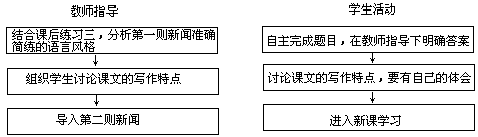 教师指导
学生活动
结合课后练习三，分析第一则新闻准确
简练的语言风格
自主完成题目，在教师指导下明确答案
组织学生讨论课文的写作特点
讨论课文的写作特点，要有自己的体会
导入第二则新闻
进入新课学习